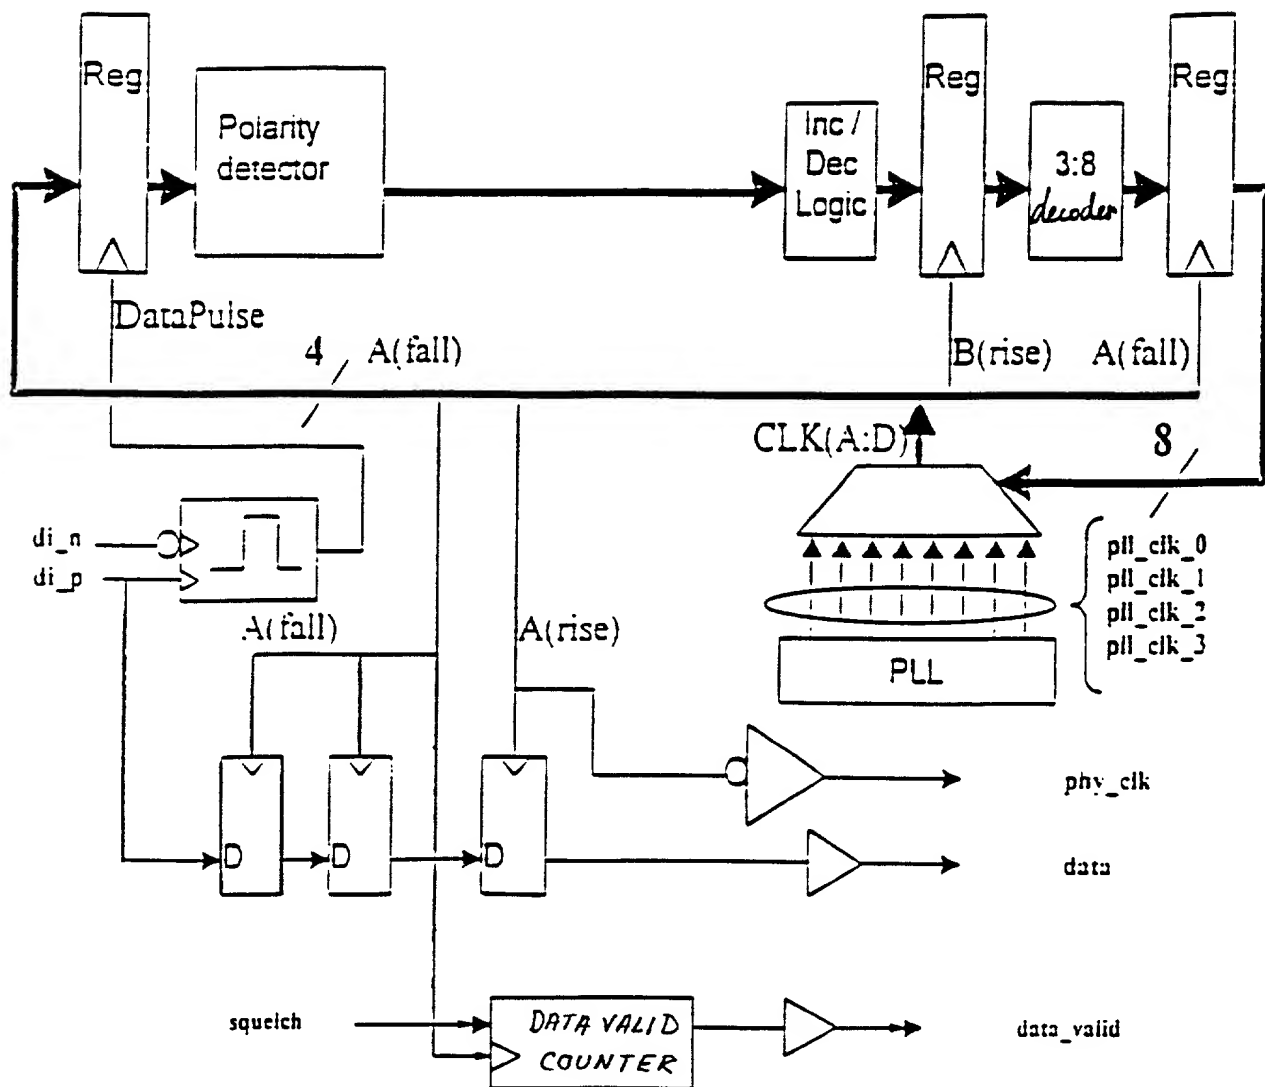 Reg
Polarity
detector
Inc /
Dec
Logic
Reg
3:8
decoder
Reg
DataPulse
4
A(fall)
B(rise)
A(fall)
CLK(A:D)
8
di_n
di_p
pll_clk_0
pll_clk_1
pll_clk_2
pll_clk_3
A(fall)
A(rise)
PLL
phy_clk
D
D
D
data
squelch
DATA VALID
COUNTER
data_valid